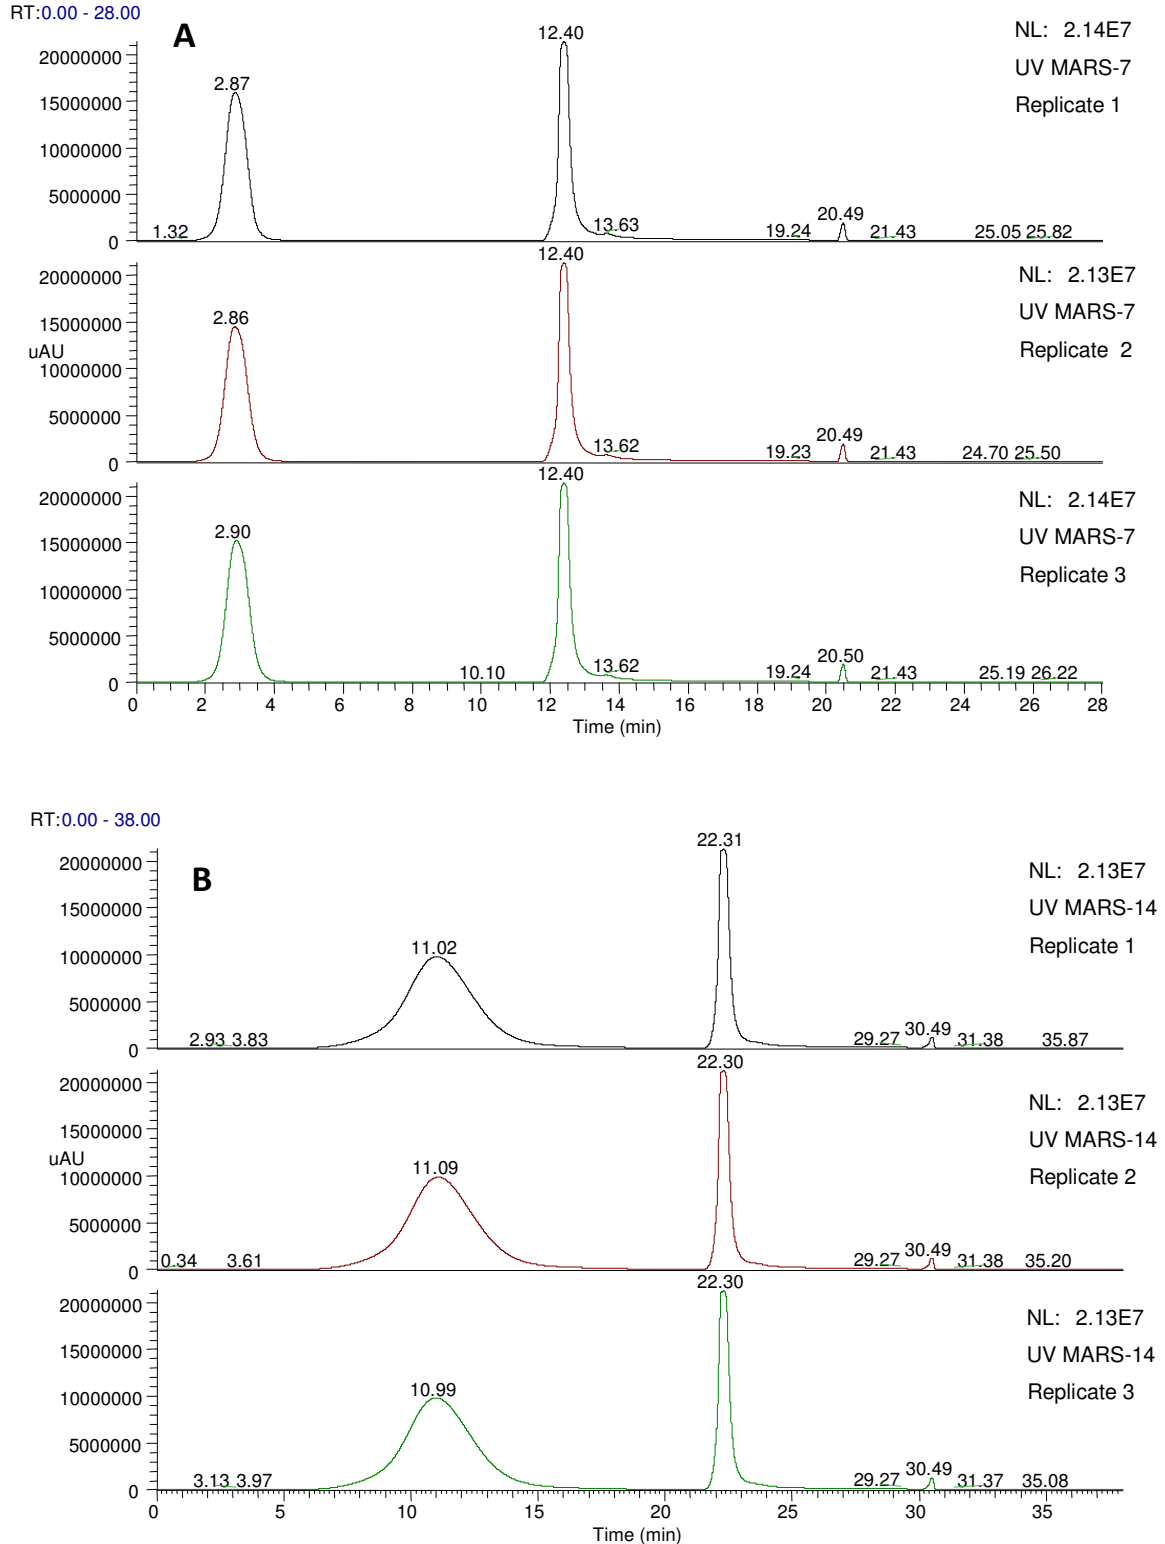 RT:0.00 - 28.00
A
12.40
NL: 2.14E7
UV MARS-7
Replicate 1
20000000
15000000
10000000
5000000
0
2.87
1.32
13.63
19.24
20.49
21.43
25.05 25.82
12.40
NL: 2.13E7
UV MARS-7
Replicate 2
20000000
15000000
uAU
10000000
5000000
0
2.86
13.62
19.23
20.49
21.43
24.70 25.50
12.40
NL: 2.14E7
UV MARS-7
Replicate 3
20000000
15000000
10000000
5000000
0
2.90
10.10
13.62
19.24
20.50
21.43
25.19 26.22
0 2 4 6 8 10 12 14 16 18 20 22 24 26 28
Time (min)
RT:0.00 - 38.00
B
22.31
NL: 2.13E7
UV MARS-14
Replicate 1
20000000
15000000
10000000
5000000
0
11.02
2.93 3.83
29.27
30.49
31.38
35.87
22.30
NL: 2.13E7
UV MARS-14
Replicate 2
20000000
15000000
uAU
10000000
5000000
0
11.09
0.34
3.61
29.27
30.49
31.38
35.20
22.30
NL: 2.13E7
UV MARS-14
Replicate 3
20000000
15000000
10000000
5000000
0
10.99
3.13 3.97
29.27
30.49
31.37
35.08
0 5 10 15 20 25 30 35
Time (min)